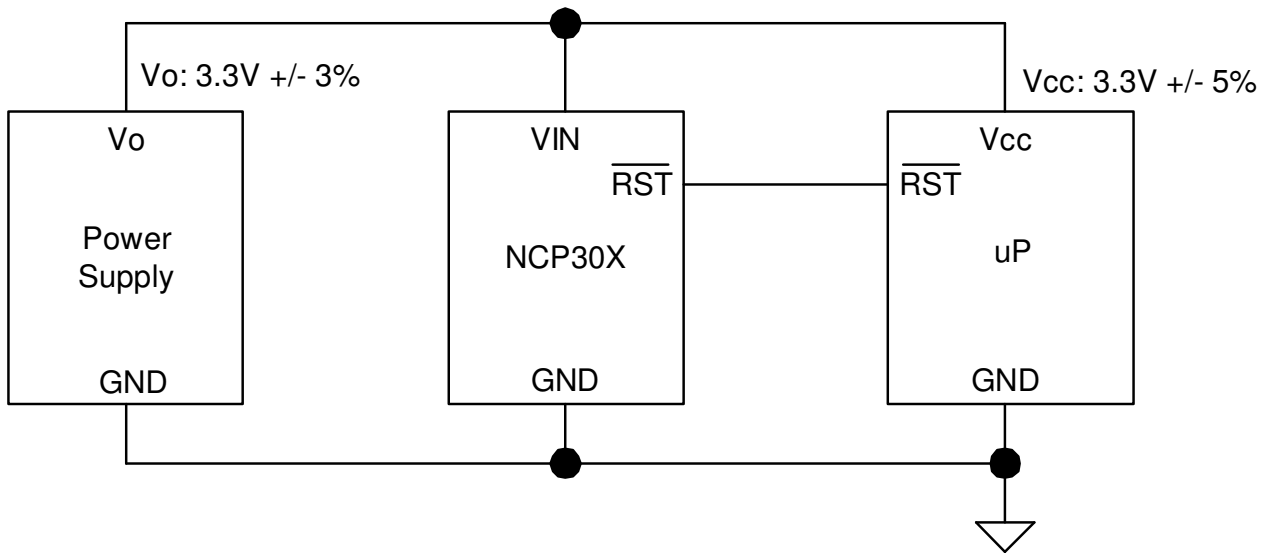 Vo: 3.3V +/- 3%
Vcc: 3.3V +/- 5%
Vo
VIN
Vcc
RST
RST
Power
Supply
NCP30X
uP
GND
GND
GND